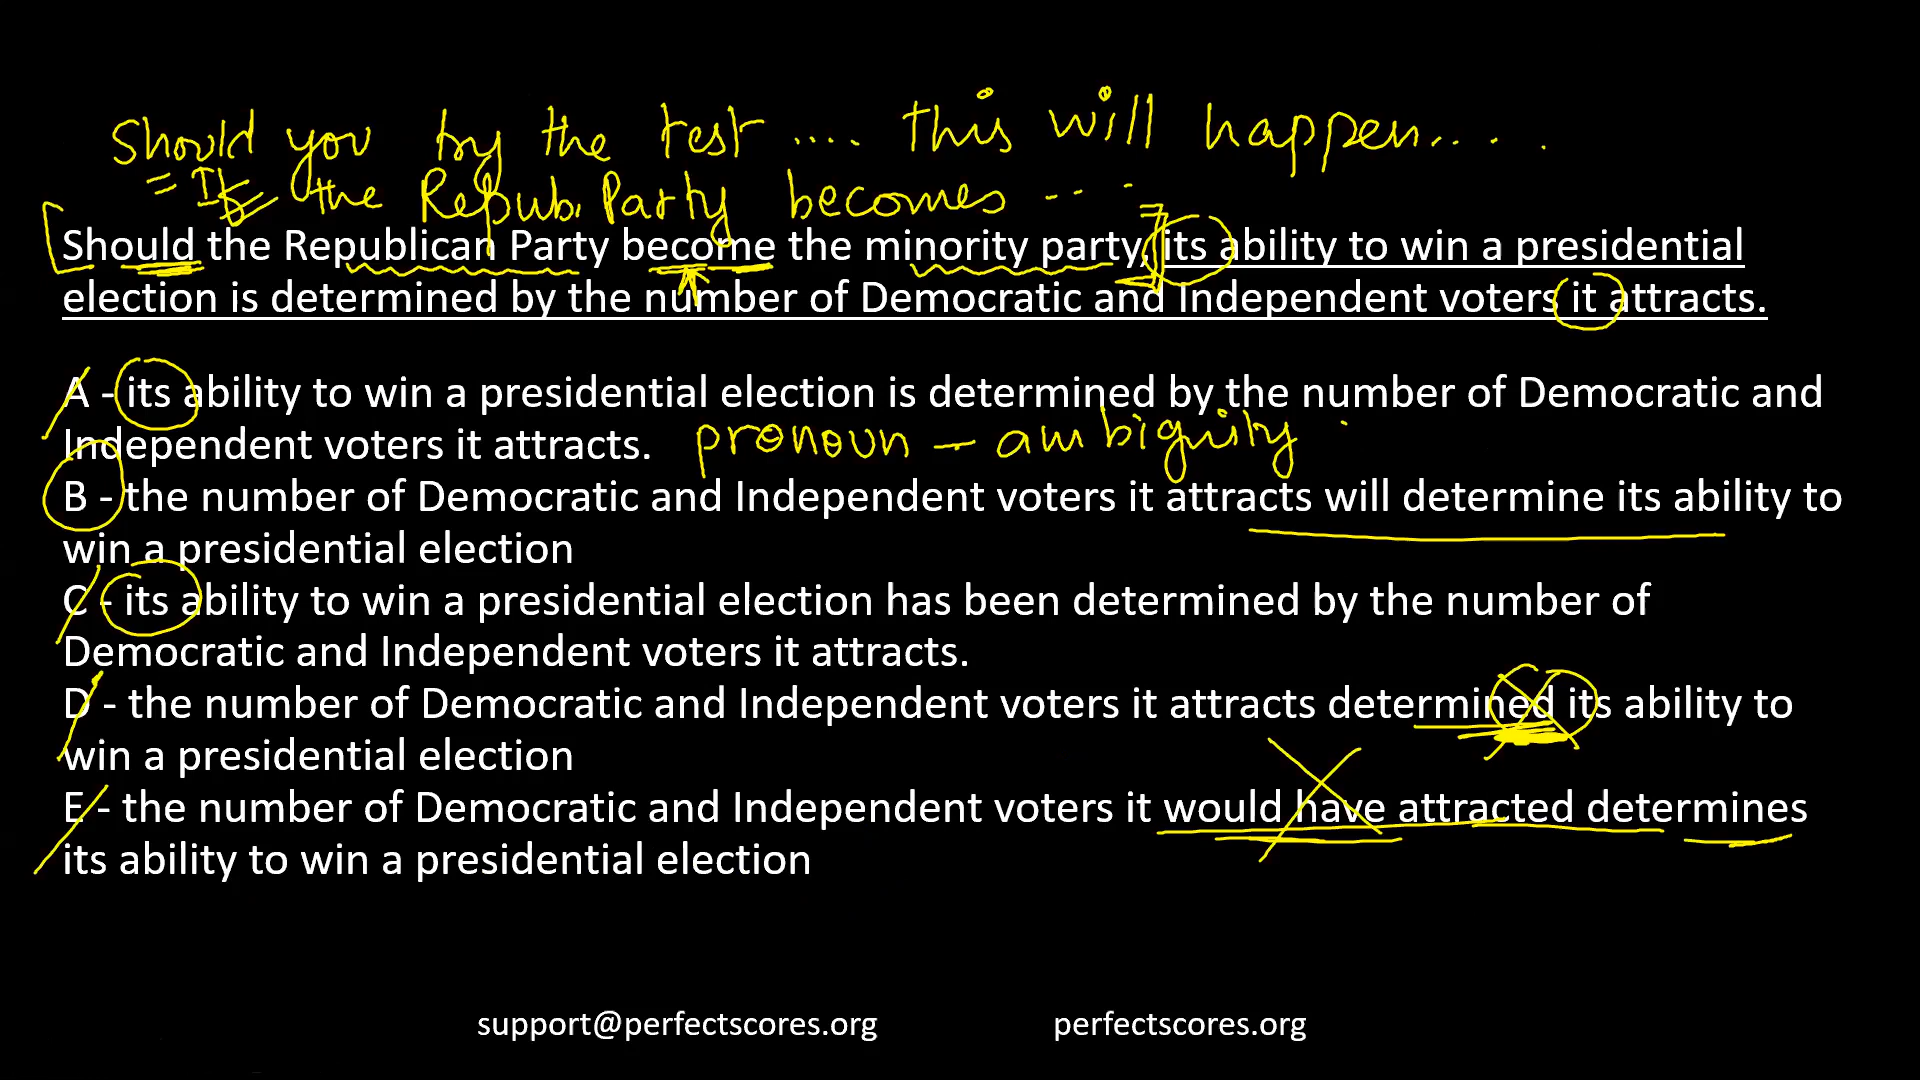 Should you try the test .... this will happen....
= If the Repub. Party becomes ...
Should the Republican Party become the minority party, its ability to win a presidential
election is determined by the number of Democratic and Independent voters it attracts.
A - its ability to win a presidential election is determined by the number of Democratic and
Independent voters it attracts. pronoun - ambiguity
B - the number of Democratic and Independent voters it attracts will determine its ability to
win a presidential election
C - its ability to win a presidential election has been determined by the number of
Democratic and Independent voters it attracts.
D - the number of Democratic and Independent voters it attracts determined its ability to
win a presidential election
E - the number of Democratic and Independent voters it would have attracted determines
its ability to win a presidential election
support@perfectscores.org perfectscores.org